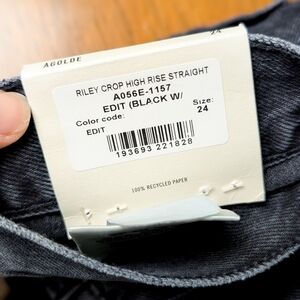 AGOLDE
24
RILEY CROP HIGH RISE STRAIGHT
A056E-1157
EDIT (BLACK W/
Color code: Size:
EDIT 24
193693 221828
100% RECYCLED PAPER